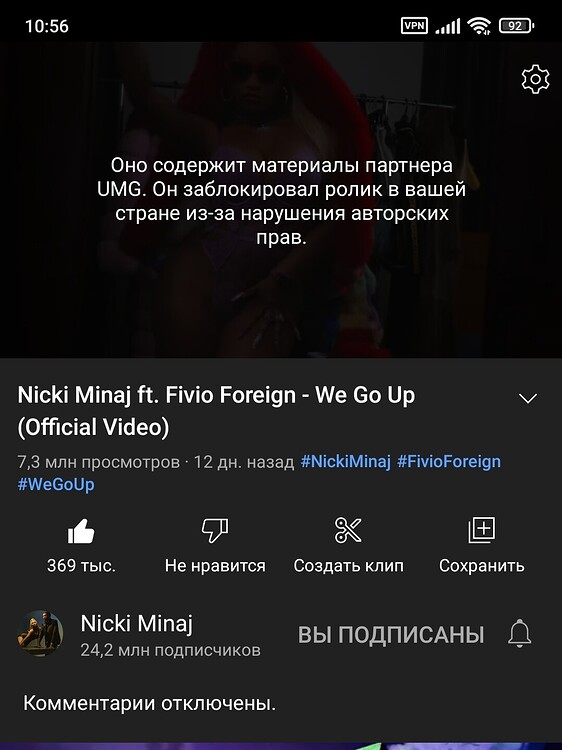 10:56
VPN
92
Оно содержит материалы партнера
UMG. Он заблокировал ролик в вашей
стране из-за нарушения авторских
прав.
Nicki Minaj ft. Fivio Foreign - We Go Up
(Official Video)
7,3 млн просмотров · 12 дн. назад #NickiMinaj #FivioForeign
#WeGoUp
369 тыс. Не нравится Создать клип Сохранить
Nicki Minaj
24,2 млн подписчиков
ВЫ ПОДПИСАНЫ
Комментарии отключены.